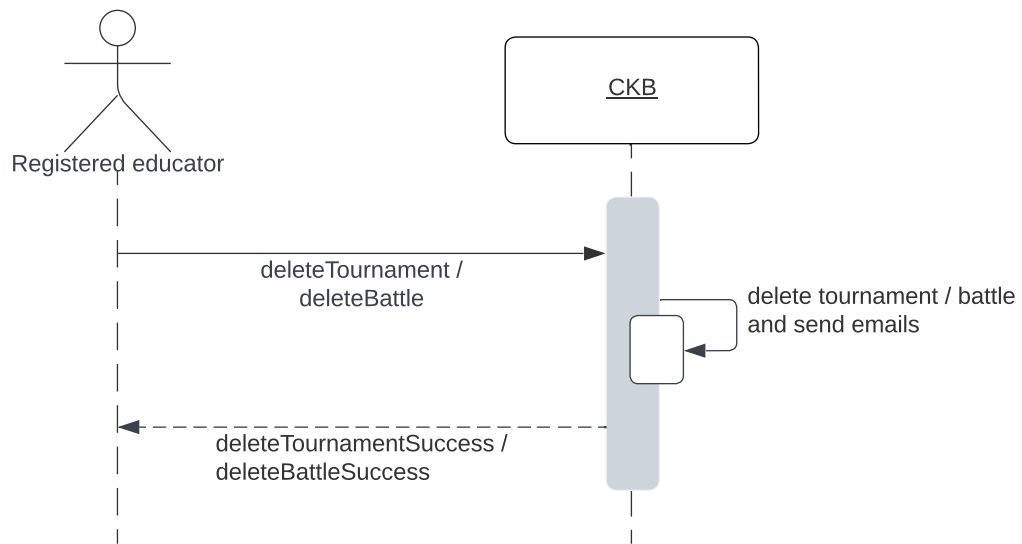 CKB
Registered educator
deleteTournament /
deleteBattle
delete tournament / battle
and send emails
deleteTournamentSuccess /
deleteBattleSuccess